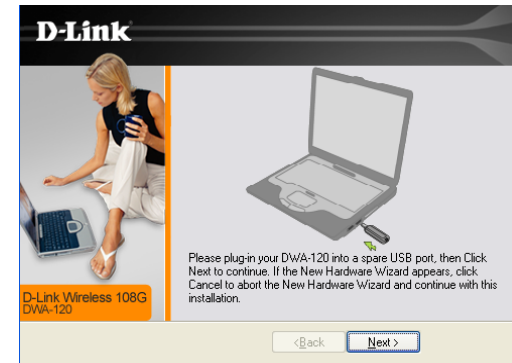 D-Link
Please plug-in your DWA-120 into a spare USB port, then Click
Next to continue. If the New Hardware Wizard appears, click
Cancel to abort the New Hardware Wizard and continue with this
installation.
D-Link Wireless 108G
DWA-120
<Back Next >